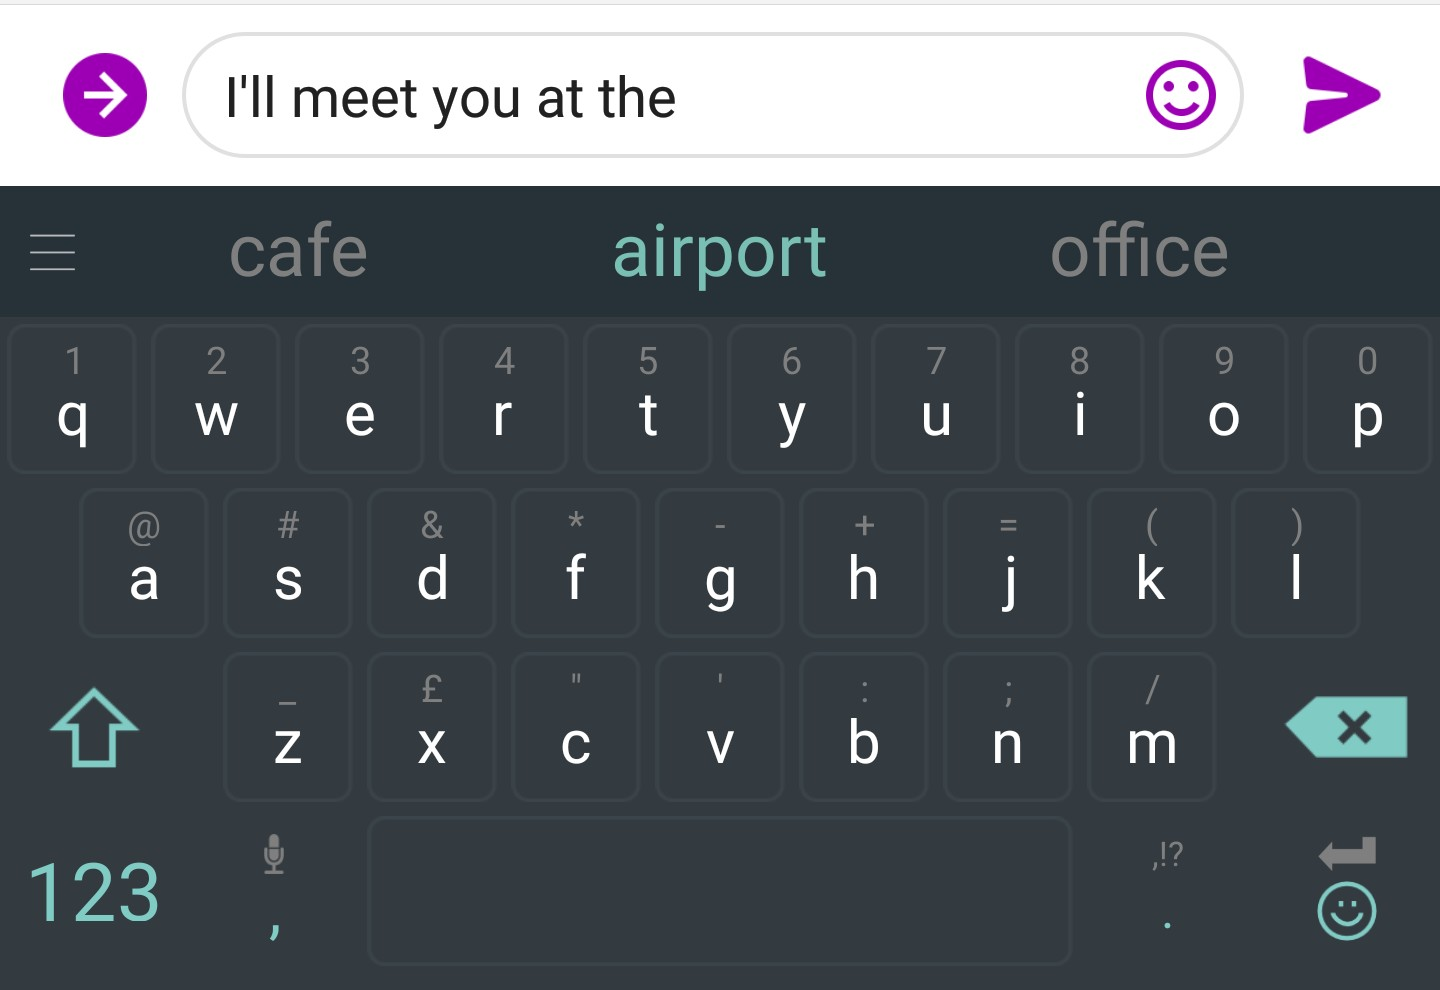 I'll meet you at the
cafe airport office
1 2 3 4 5 6 7 8 9 0
q w e r t y u i o p
@ # & * - + = ( )
a s d f g h j k l
_ £ " ' : ; /
z x c v b n m
,!?
123 , .